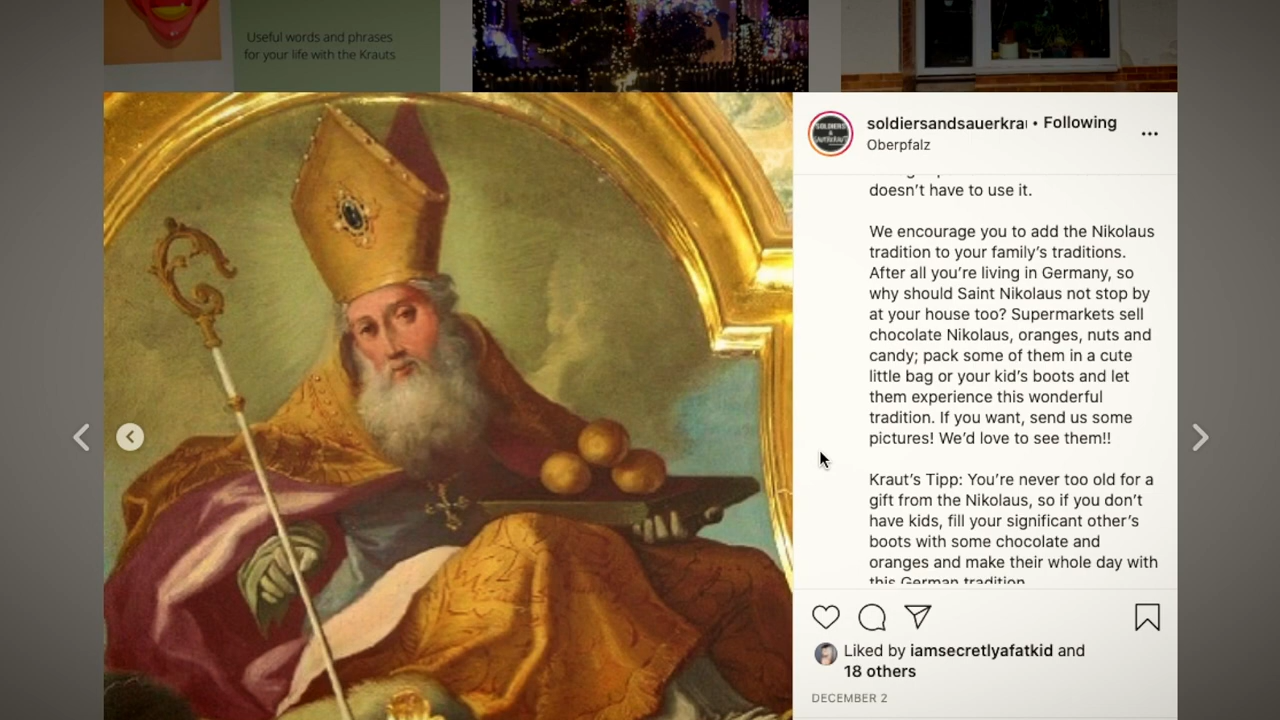 Useful words and phrases
for your life with the Krauts
soldiersandsauerkra • Following
Oberpfalz
SOLDIERS
&
SAUERKRAUT
doesn't have to use it.
We encourage you to add the Nikolaus
tradition to your family's traditions.
After all you're living in Germany, so
why should Saint Nikolaus not stop by
at your house too? Supermarkets sell
chocolate Nikolaus, oranges, nuts and
candy; pack some of them in a cute
little bag or your kid's boots and let
them experience this wonderful
tradition. If you want, send us some
pictures! We'd love to see them!!
Kraut's Tipp: You're never too old for a
gift from the Nikolaus, so if you don't
have kids, fill your significant other's
boots with some chocolate and
oranges and make their whole day with
this German tradition
Liked by iamsecretlyafatkid and
18 others
DECEMBER 2